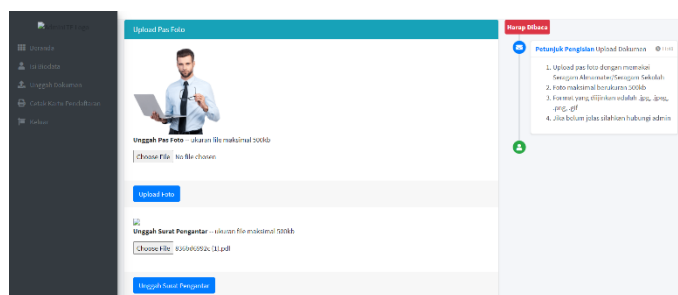 Beranda
Isi Biodata
Unggah Dokumen
Cetak Kartu Pendaftaran
Keluar
Upload Pas Foto
Unggah Pas Foto -- ukuran file maksimal 500kb
Choose File No file chosen
Upload Foto
Unggah Surat Pengantar -- ukuran file maksimal 500kb
Choose File
Unggah Surat Pengantar
Harap Dibaca
Petunjuk Pengisian Upload Dokumen
1. Upload pas foto dengan memakai
Seragam Almamater/Seragam Sekolah
2. Foto maksimal berukuran 500kb
3. Format yang diijinkan adalah .jpg, .jpeg,
.png, .gif
4. Jika belum jelas silahkan hubungi admin